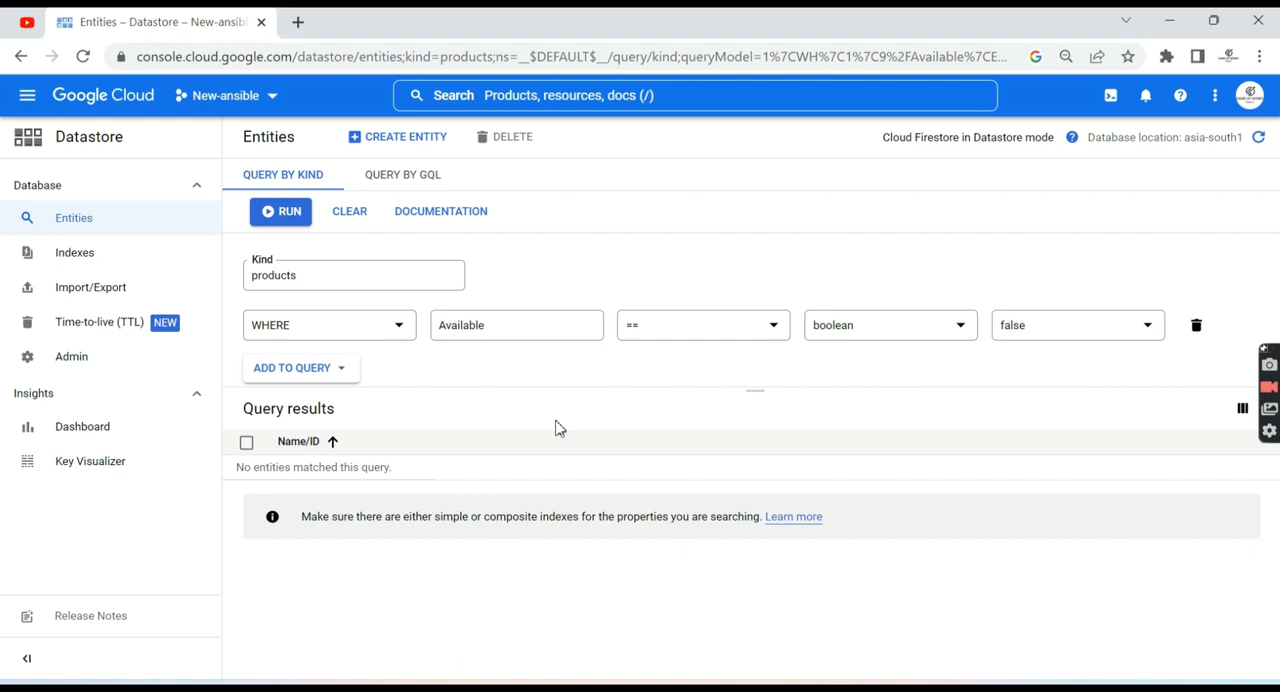 Entities – Datastore – New-ansibl
console.cloud.google.com/datastore/entities;kind=products;ns=__$DEFAULT$__/query/kind;queryModel=1%7CWH%7C1%7C9%2FAvailable%7CE...
Google Cloud
New-ansible
Search Products, resources, docs (/)
Datastore
Entities
CREATE ENTITY
DELETE
Cloud Firestore in Datastore mode
Database location: asia-south1
Database
QUERY BY KIND
QUERY BY GQL
Entities
RUN
CLEAR
DOCUMENTATION
Indexes
Kind
products
Import/Export
Time-to-live (TTL) NEW
WHERE
Available
==
boolean
false
Admin
ADD TO QUERY
Insights
Query results
Dashboard
Name/ID
Key Visualizer
No entities matched this query.
Make sure there are either simple or composite indexes for the properties you are searching. Learn more
Release Notes